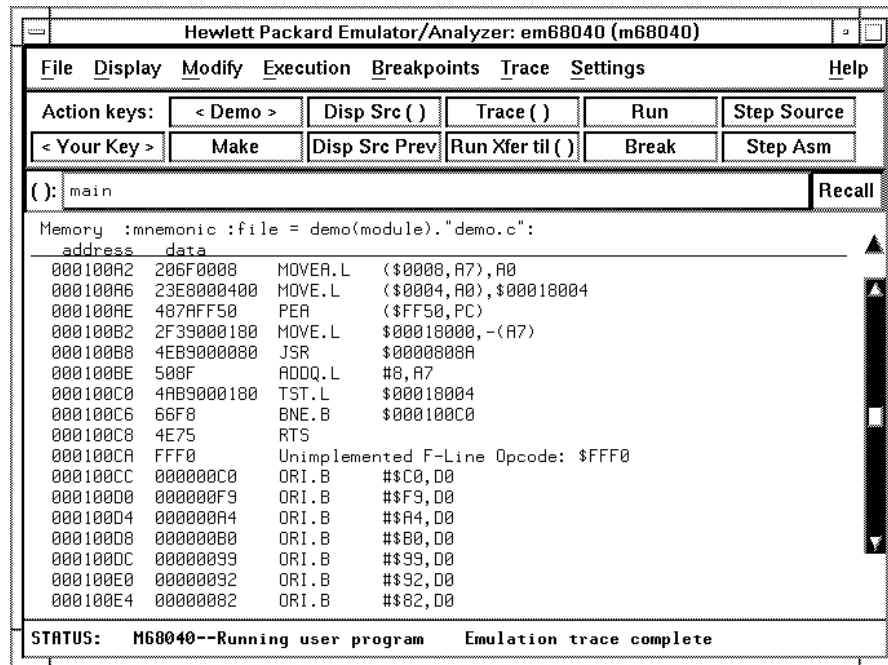 Hewlett Packard Emulator/Analyzer: em68040 (m68040)
File Display Modify Execution Breakpoints Trace Settings Help
Action keys: < Demo > Disp Src ( ) Trace ( ) Run Step Source
< Your Key > Make Disp Src Prev Run Xfer til ( ) Break Step Asm
( ): main Recall
Memory :mnemonic :file = demo(module)."demo.c":
address data
000100A2 206F0008 MOVEA.L ($0008,A7),A0
000100A6 23E8000400 MOVE.L ($0004,A0),$00018004
000100AE 487AFF50 PEA ($FF50,PC)
000100B2 2F39000180 MOVE.L $00018000,-(A7)
000100B8 4EB9000080 JSR $0000808A
000100BE 508F ADDQ.L #8,A7
000100C0 4AB9000180 TST.L $00018004
000100C6 66F8 BNE.B $000100C0
000100C8 4E75 RTS
000100CA FFF0 Unimplemented F-Line Opcode: $FFF0
000100CC 000000C0 ORI.B #$C0,D0
000100D0 000000F9 ORI.B #$F9,D0
000100D4 000000A4 ORI.B #$A4,D0
000100D8 000000B0 ORI.B #$B0,D0
000100DC 00000099 ORI.B #$99,D0
000100E0 00000092 ORI.B #$92,D0
000100E4 00000082 ORI.B #$82,D0
STATUS: M68040--Running user program Emulation trace complete